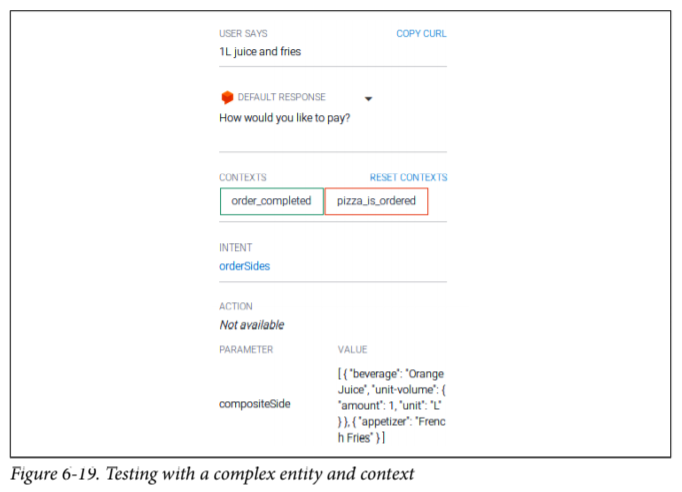 USER SAYS COPY CURL
1L juice and fries
DEFAULT RESPONSE
How would you like to pay?
CONTEXTS RESET CONTEXTS
order_completed pizza_is_ordered
INTENT
orderSides
ACTION
Not available
PARAMETER VALUE
[ { "beverage": "Orange
Juice", "unit-volume": {
compositeSide "amount": 1, "unit": "L"
} }, { "appetizer": "Frenc
h Fries" } ]
Figure 6-19. Testing with a complex entity and context